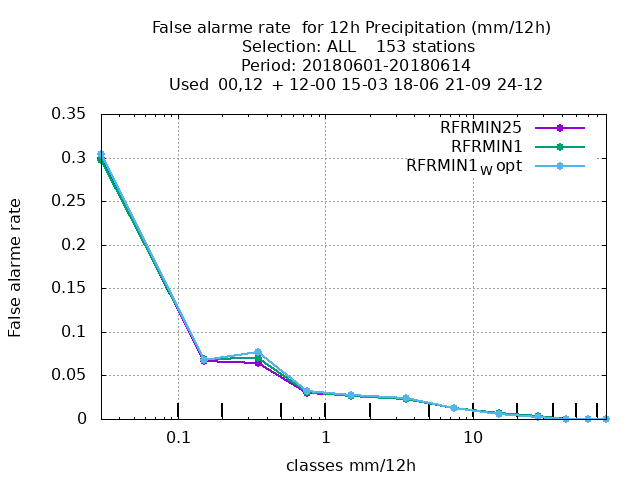 False alarme rate  for 12h Precipitation (mm/12h)
Selection: ALL    153 stations
Period: 20180601-20180614
Used  00,12  + 12-00 15-03 18-06 21-09 24-12
RFRMIN25
RFRMIN1
RFRMIN1W opt
False alarme rate
0.35
0.3
0.25
0.2
0.15
0.1
0.05
0
0.1
1
10
classes mm/12h